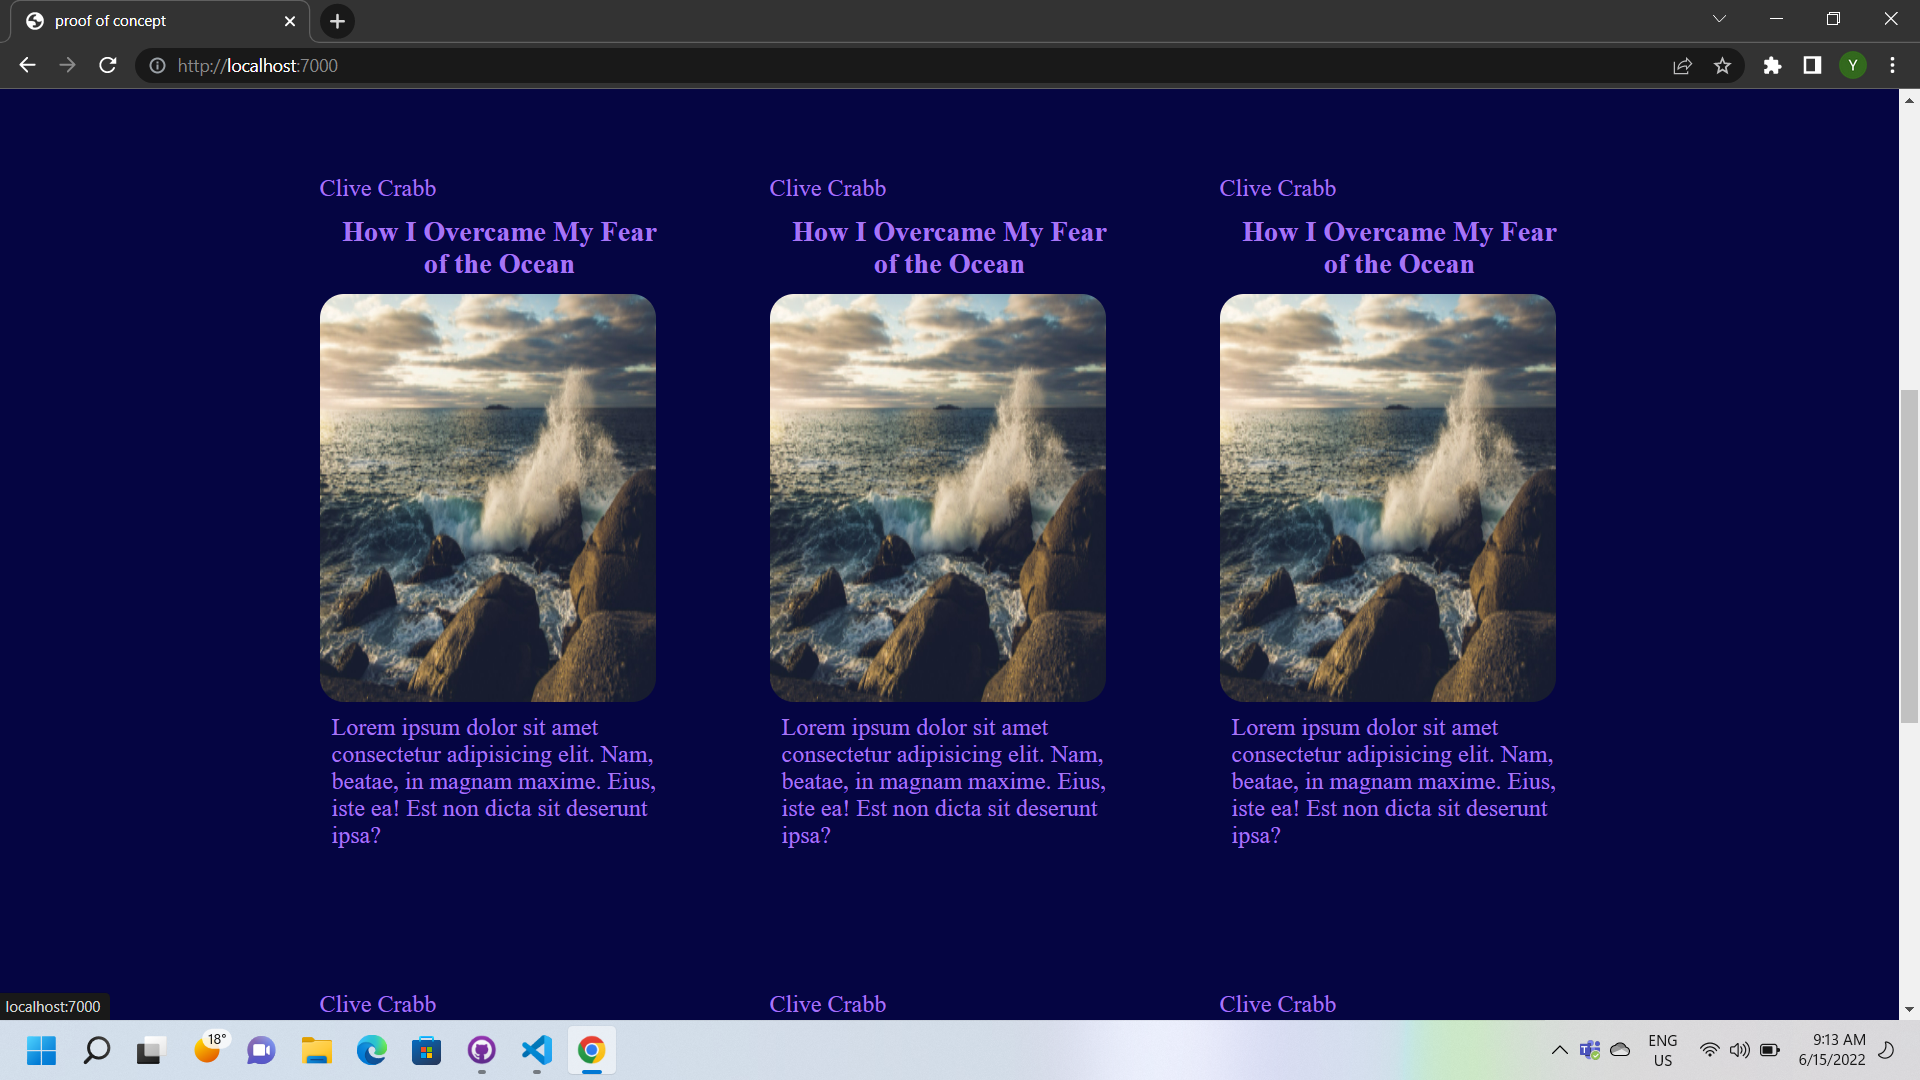 proof of concept
http://localhost:7000
Y
Clive Crabb
How I Overcame My Fear
of the Ocean
Lorem ipsum dolor sit amet
consectetur adipisicing elit. Nam,
beatae, in magnam maxime. Eius,
iste ea! Est non dicta sit deserunt
ipsa?
Clive Crabb
How I Overcame My Fear
of the Ocean
Lorem ipsum dolor sit amet
consectetur adipisicing elit. Nam,
beatae, in magnam maxime. Eius,
iste ea! Est non dicta sit deserunt
ipsa?
Clive Crabb
How I Overcame My Fear
of the Ocean
Lorem ipsum dolor sit amet
consectetur adipisicing elit. Nam,
beatae, in magnam maxime. Eius,
iste ea! Est non dicta sit deserunt
ipsa?
Clive Crabb
Clive Crabb
Clive Crabb
localhost:7000
18°
ENG
US
9:13 AM
6/15/2022